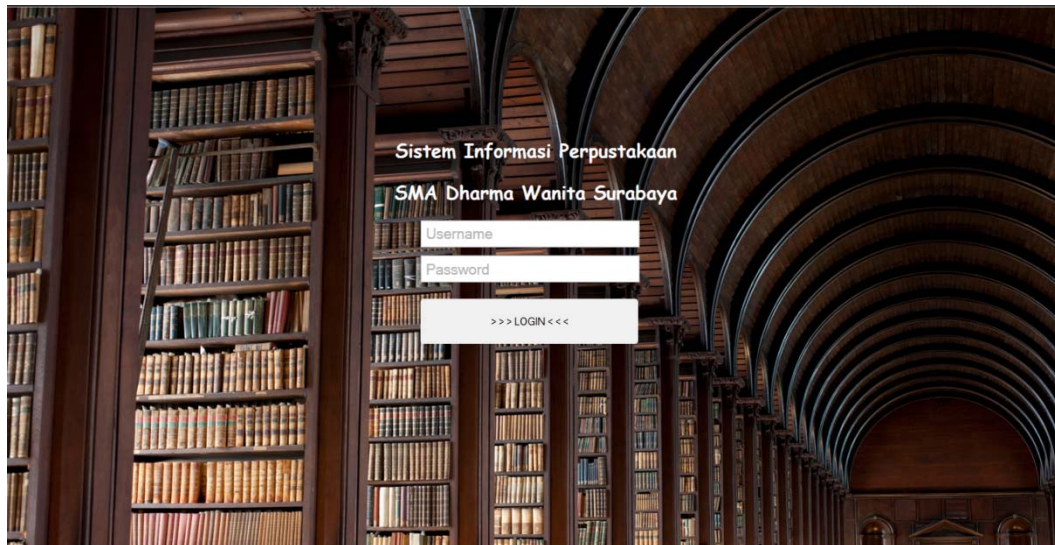 Sistem Informasi Perpustakaan
SMA Dharma Wanita Surabaya
Username
Password
>>>LOGIN<<<